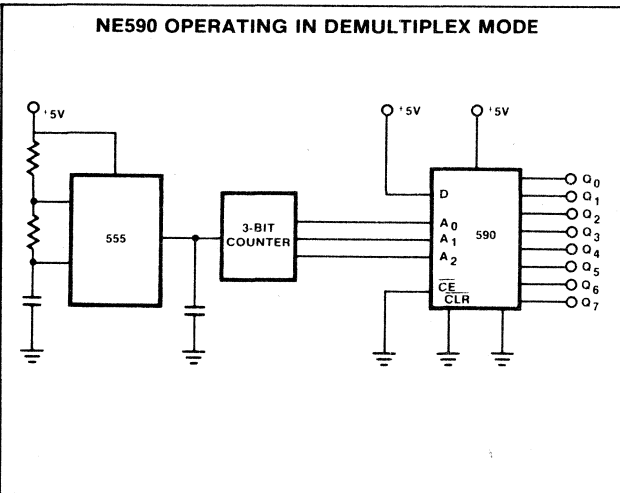 NE590 OPERATING IN DEMULTIPLEX MODE
+5V
+5V
+5V
555
3-BIT
COUNTER
D
A0
A1
A2
CE
CLR
590
Q0
Q1
Q2
Q3
Q4
Q5
Q6
Q7